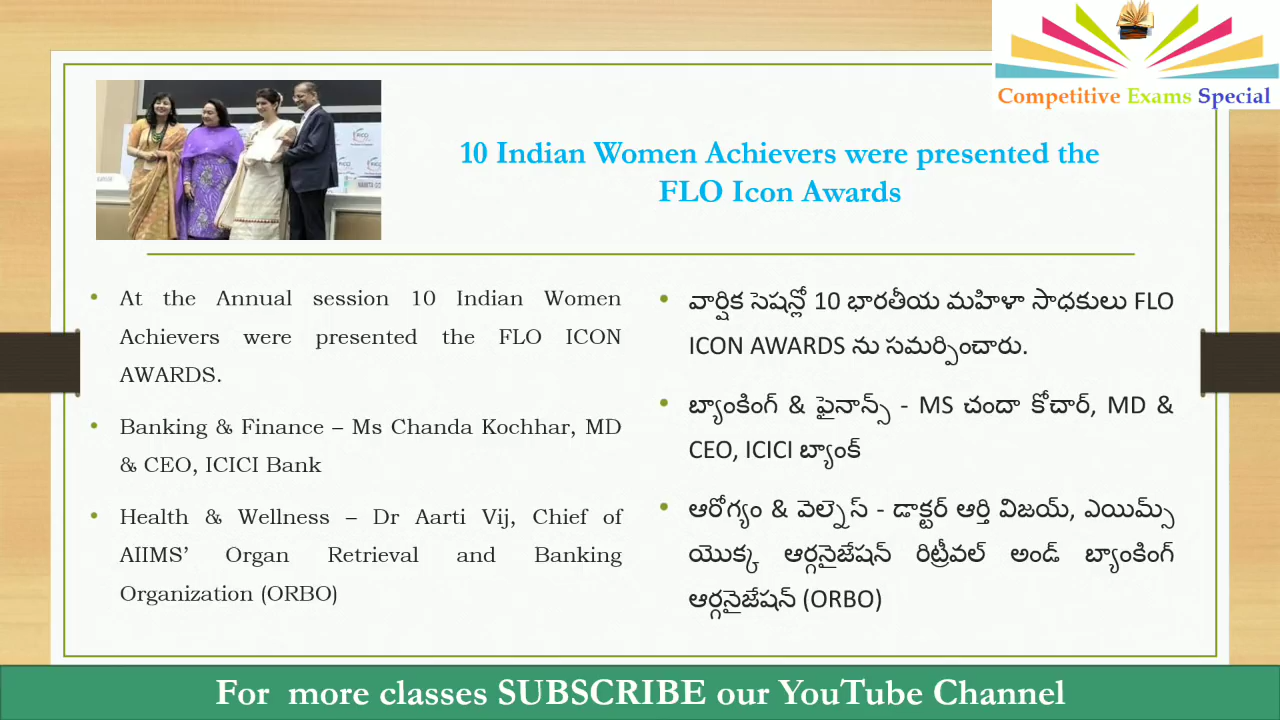 Competitive Exams Special
10 Indian Women Achievers were presented the
FLO Icon Awards
• At the Annual session 10 Indian Women
Achievers were presented the FLO ICON
AWARDS.
• Banking & Finance – Ms Chanda Kochhar, MD
& CEO, ICICI Bank
• Health & Wellness – Dr Aarti Vij, Chief of
AIIMS’ Organ Retrieval and Banking
Organization (ORBO)
• వార్షిక సెషన్లో 10 భారతీయ మహిళా సాధకులు FLO
ICON AWARDS ను సమర్పించారు.
• బ్యాంకింగ్ & ఫైనాన్స్ - MS చందా కోచార్, MD &
CEO, ICICI బ్యాంక్
• ఆరోగ్యం & వెల్నెస్ - డాక్టర్ ఆర్తి విజయ్, ఎయిమ్స్
యొక్క ఆర్గనైజేషన్ రిట్రీవల్ అండ్ బ్యాంకింగ్
ఆర్గనైజేషన్ (ORBO)
For more classes SUBSCRIBE our YouTube Channel